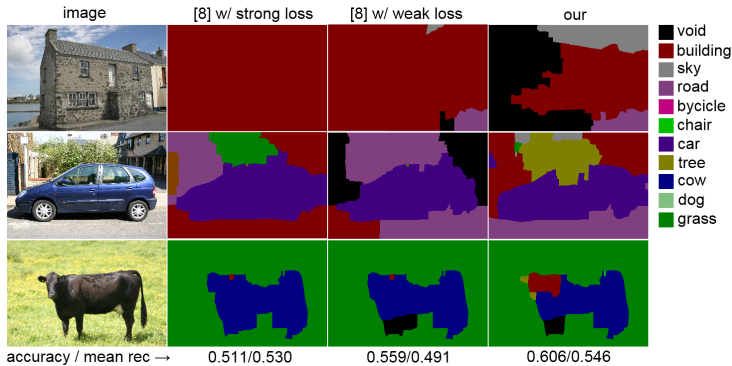 image
[8] w/ strong loss
[8] w/ weak loss
our
void
building
sky
road
bycicle
chair
car
tree
cow
dog
grass
accuracy / mean rec →
0.511/0.530
0.559/0.491
0.606/0.546